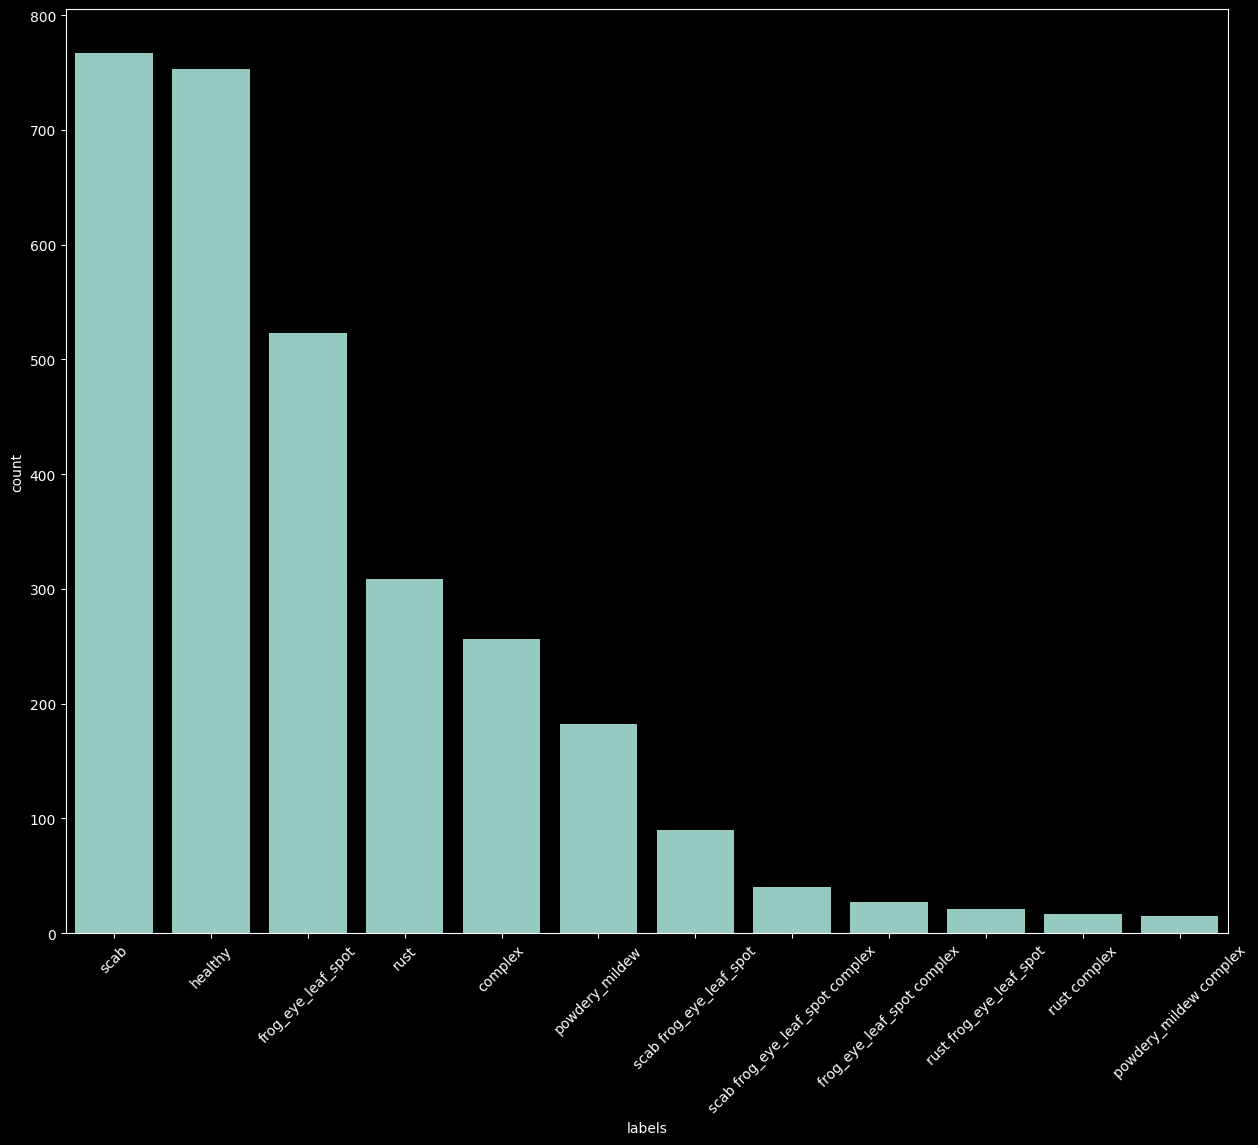 800
700
600
500
400
300
200
100
0
count
scab
healthy
frog_eye_leaf_spot
rust
complex
powdery_mildew
scab frog_eye_leaf_spot
scab frog_eye_leaf_spot complex
frog_eye_leaf_spot complex
rust frog_eye_leaf_spot
rust complex
powdery_mildew complex
labels